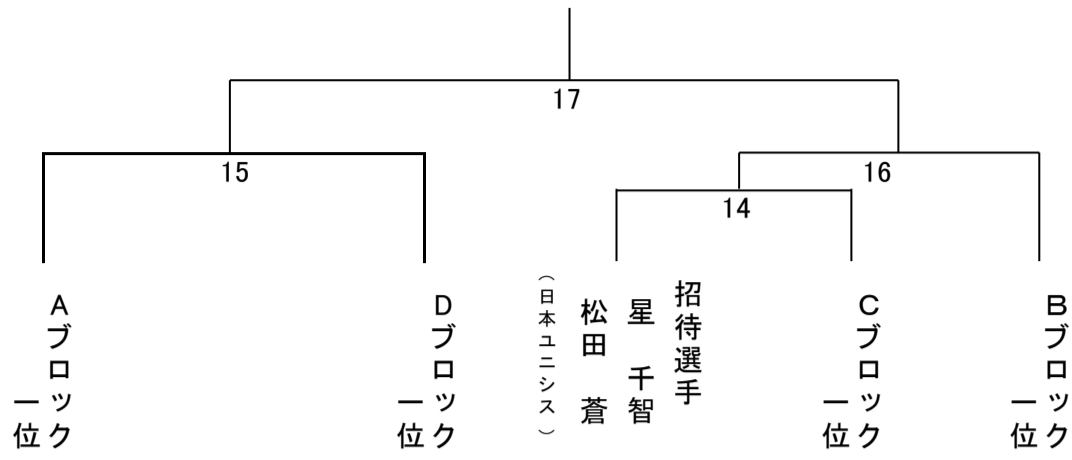 17
15
16
14
Aブロック
一位
Dブロック
一位
招待選手
星 千智
松田 蒼
（日本ユニシス）
Cブロック
一位
Bブロック
一位